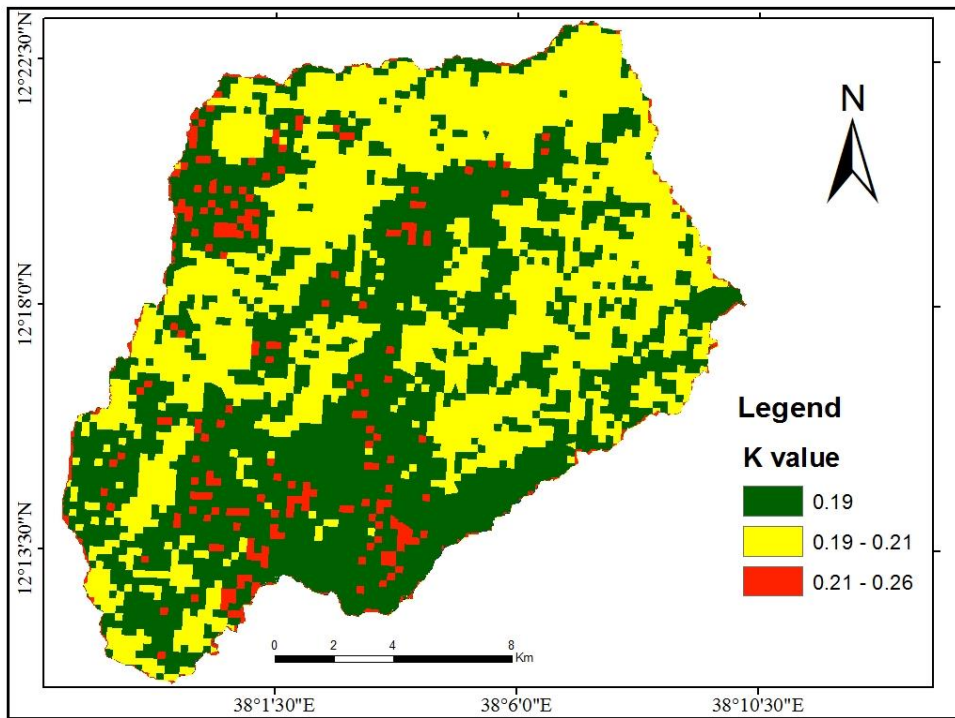 12°22'30"N
12°18'0"N
12°13'30"N
N
Legend
K value
0.19
0.19 - 0.21
0.21 - 0.26
0 2 4 8
Km
38°1'30"E 38°6'0"E 38°10'30"E